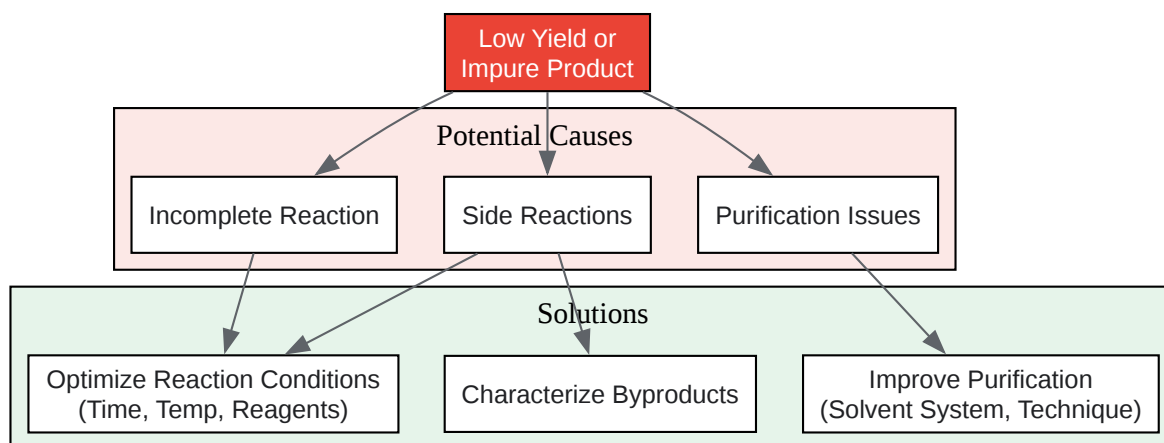 Low Yield or
Impure Product
Potential Causes
Incomplete Reaction
Side Reactions
Purification Issues
Solutions
Optimize Reaction Conditions
(Time, Temp, Reagents)
Characterize Byproducts
Improve Purification
(Solvent System, Technique)